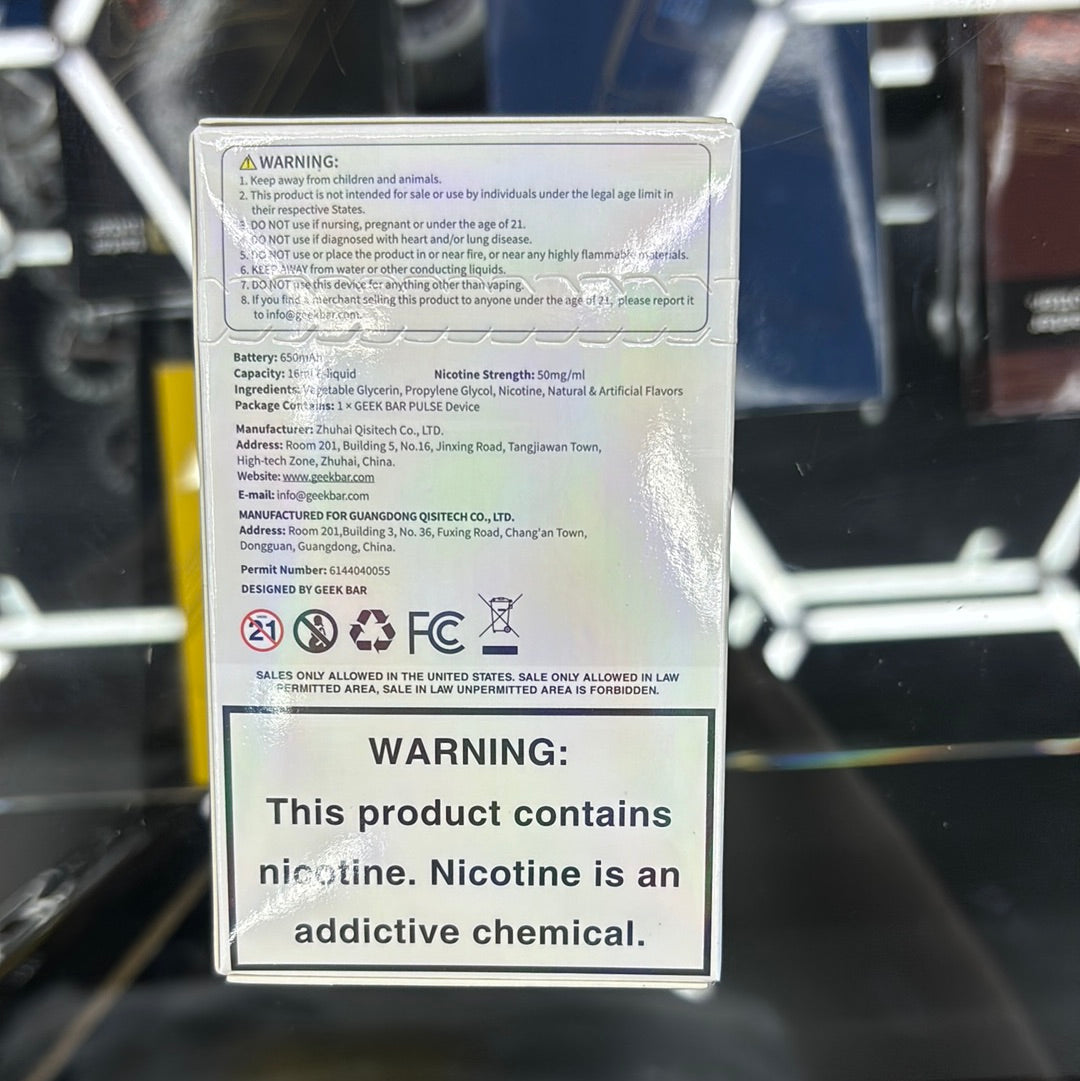 WARNING:
1. Keep away from children and animals.
2. This product is not intended for sale or use by individuals under the legal age limit in
their respective States.
3. DO NOT use if nursing, pregnant or under the age of 21.
4. DO NOT use if diagnosed with heart and/or lung disease.
5. DO NOT use or place the product in or near fire, or near any highly flammable materials.
6. KEEP AWAY from water or other conducting liquids.
7. DO NOT use this device for anything other than vaping.
8. If you find a merchant selling this product to anyone under the age of 21, please report it
to info@geekbar.com.
Battery: 650mAh
Capacity: 16ml E-liquid Nicotine Strength: 50mg/ml
Ingredients: Vegetable Glycerin, Propylene Glycol, Nicotine, Natural & Artificial Flavors
Package Contains: 1 × GEEK BAR PULSE Device
Manufacturer: Zhuhai Qisitech Co., LTD.
Address: Room 201, Building 5, No.16, Jinxing Road, Tangjiawan Town,
High-tech Zone, Zhuhai, China.
Website: www.geekbar.com
E-mail: info@geekbar.com
MANUFACTURED FOR GUANGDONG QISITECH CO., LTD.
Address: Room 201,Building 3, No. 36, Fuxing Road, Chang'an Town,
Dongguan, Guangdong, China.
Permit Number: 6144040055
DESIGNED BY GEEK BAR
21 FC
SALES ONLY ALLOWED IN THE UNITED STATES. SALE ONLY ALLOWED IN LAW
PERMITTED AREA, SALE IN LAW UNPERMITTED AREA IS FORBIDDEN.
WARNING:
This product contains
nicotine. Nicotine is an
addictive chemical.